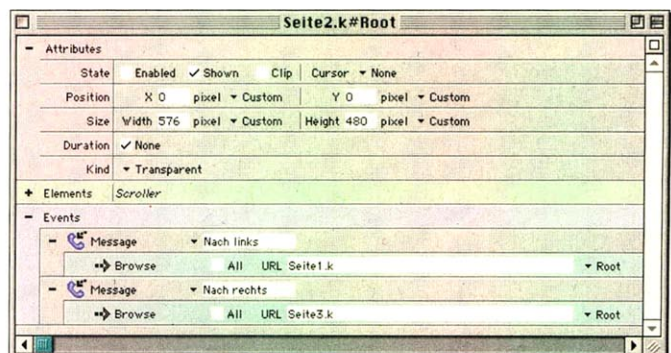 Seite2.k#Root
− Attributes
State Enabled ✓ Shown Clip Cursor ▾ None
Position X 0 pixel ▾ Custom Y 0 pixel ▾ Custom
Size Width 576 pixel ▾ Custom Height 480 pixel ▾ Custom
Duration ✓ None
Kind ▾ Transparent
+ Elements Scroller
− Events
− Message ▾ Nach links
Browse All URL Seite1.k ▾ Root
− Message ▾ Nach rechts
Browse All URL Seite3.k ▾ Root